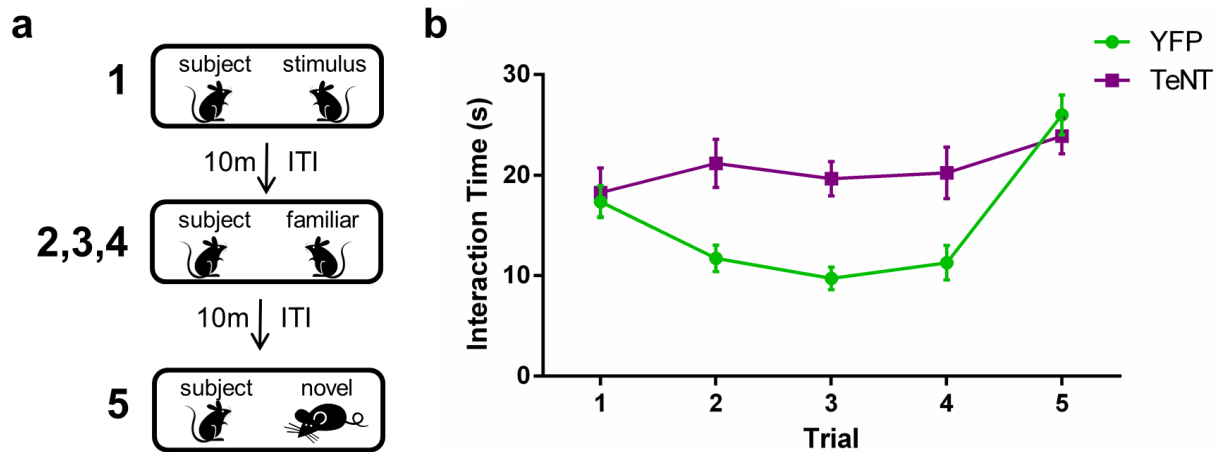 a
1
subject stimulus
10m ITI
2,3,4
subject familiar
10m ITI
5
subject novel
b
YFP
TeNT
Interaction Time (s)
30
20
10
0
1 2 3 4 5
Trial